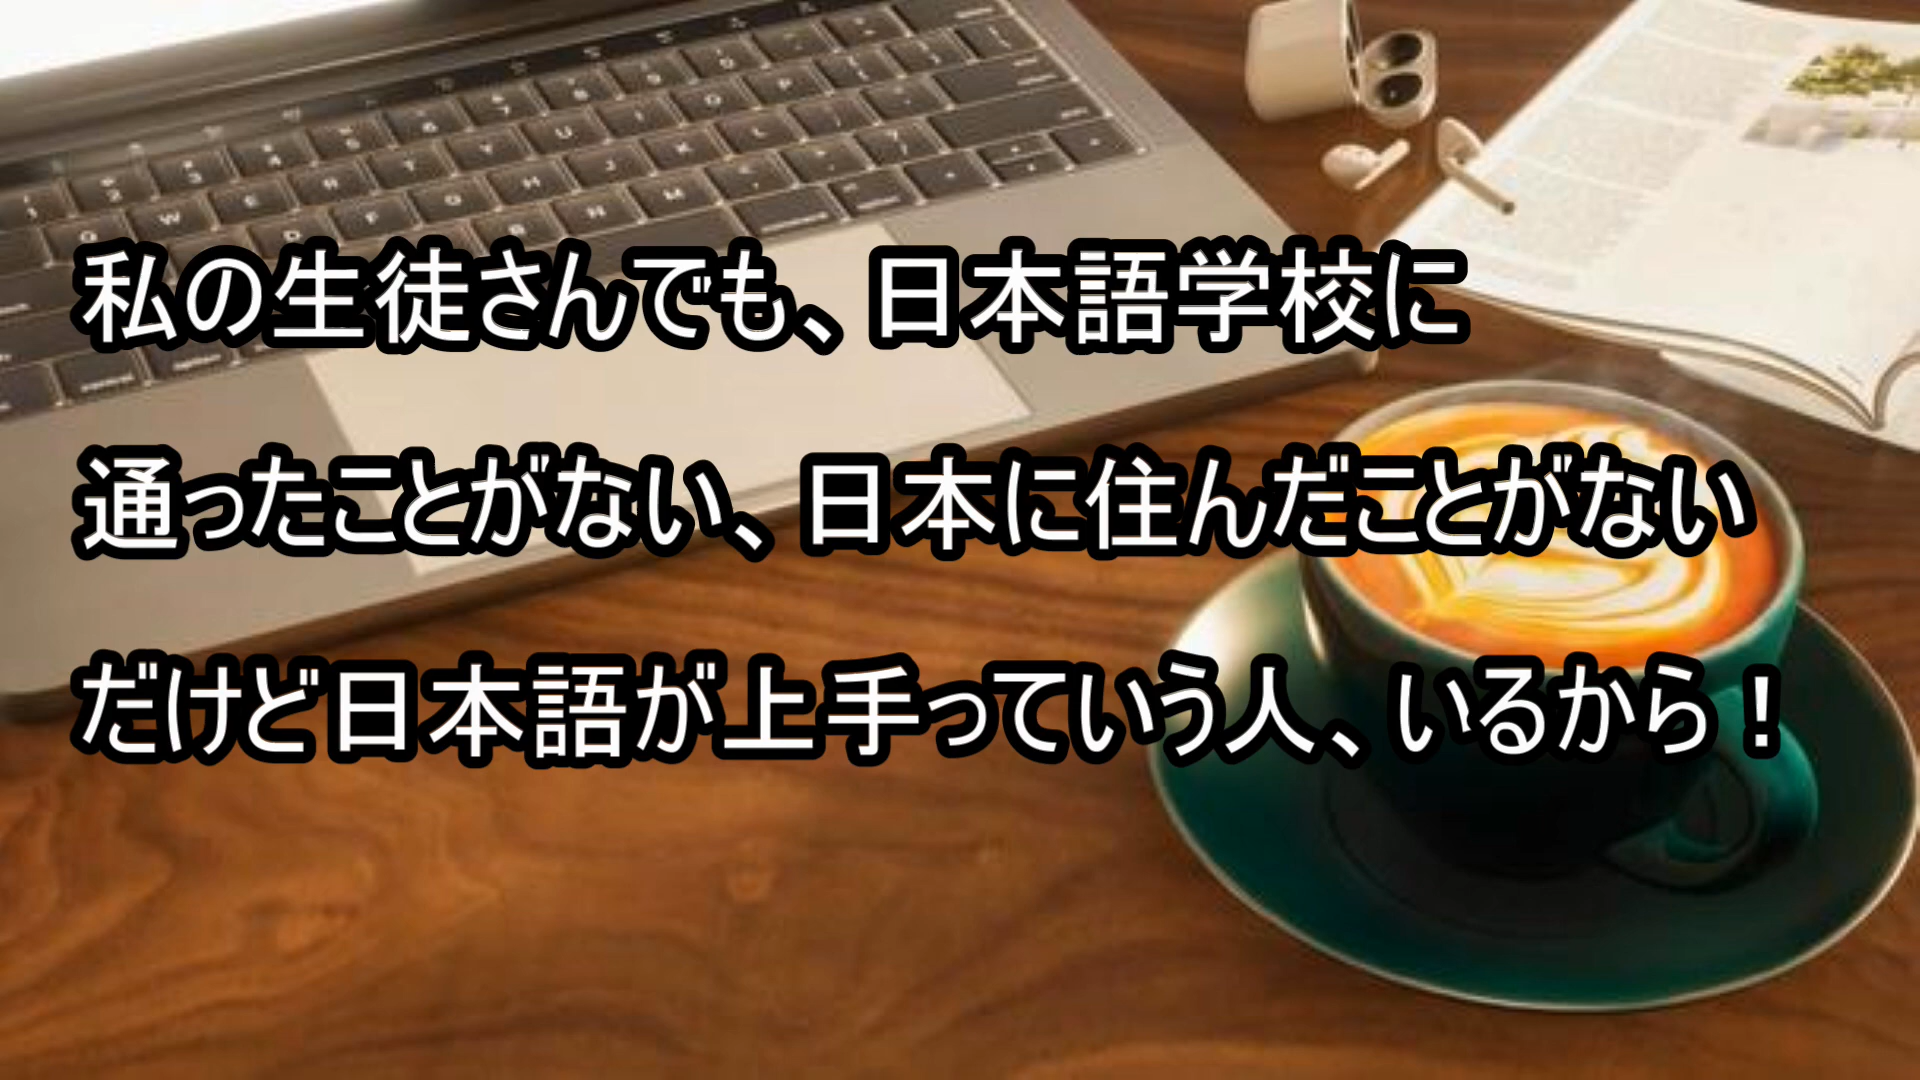 私の生徒さんでも、日本語学校に
通ったことがない、日本に住んだことがない
だけど日本語が上手っていう人、いるから！